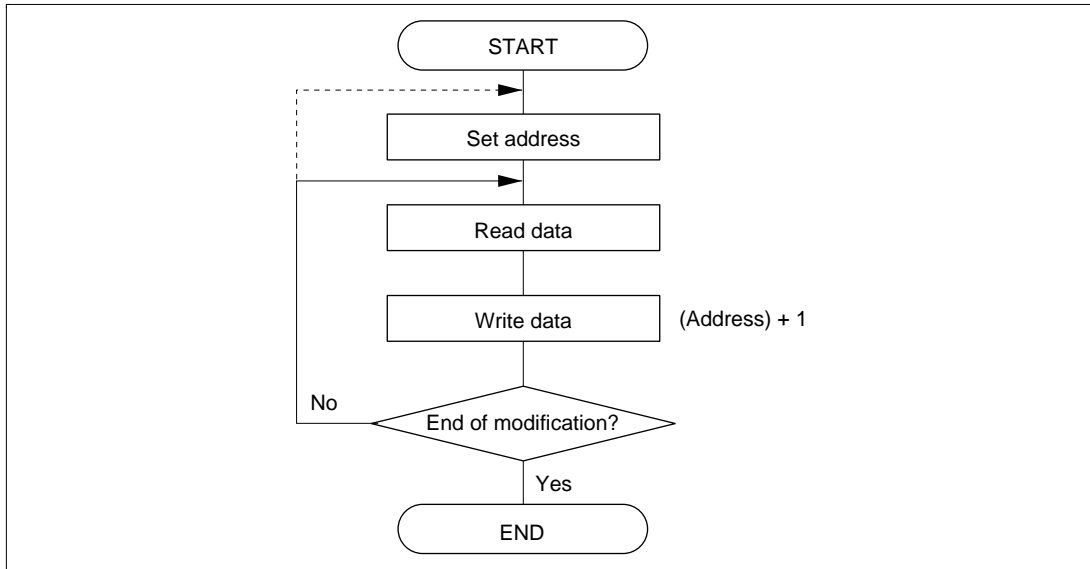 START
Set address
Read data
Write data
(Address) + 1
No
End of modification?
Yes
END